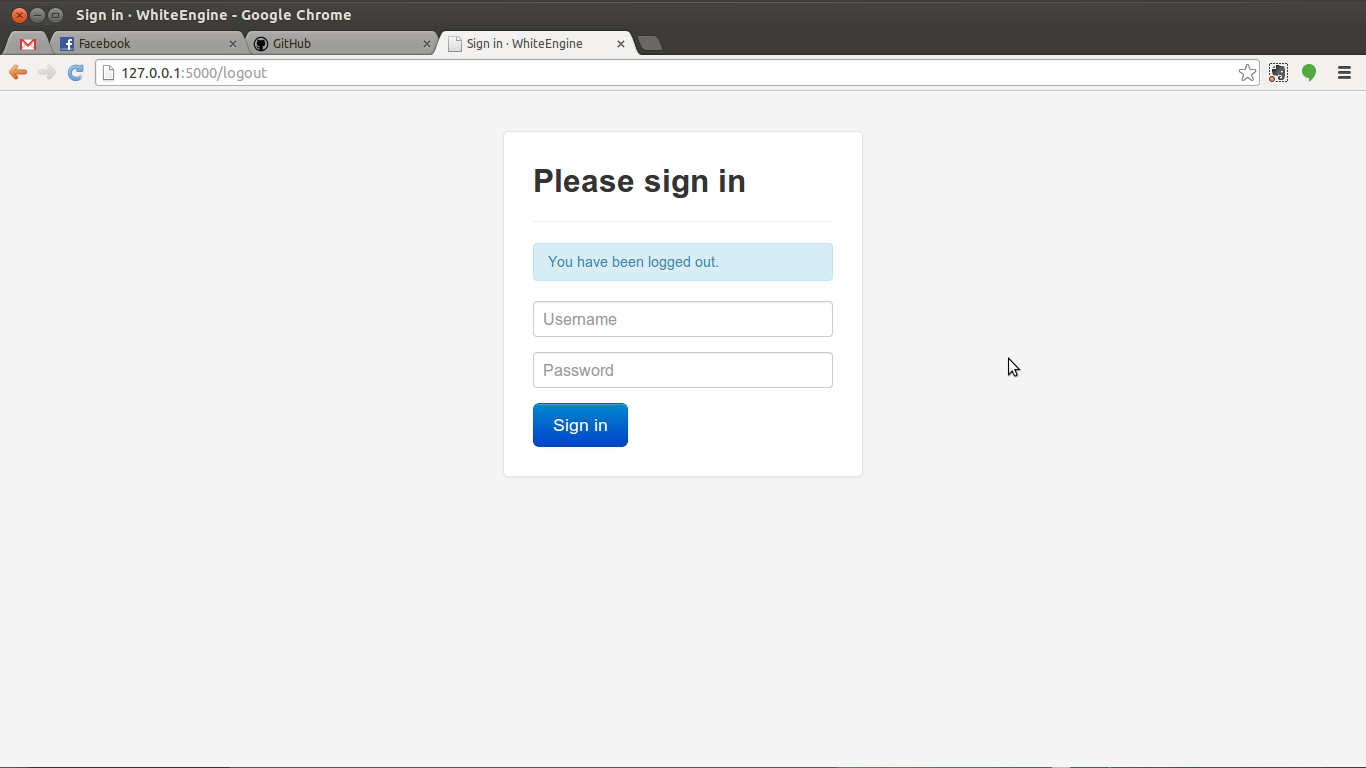 Sign in · WhiteEngine - Google Chrome
Facebook
GitHub
Sign in · WhiteEngine
127.0.0.1:5000/logout
Please sign in
You have been logged out.
Username
Password
Sign in